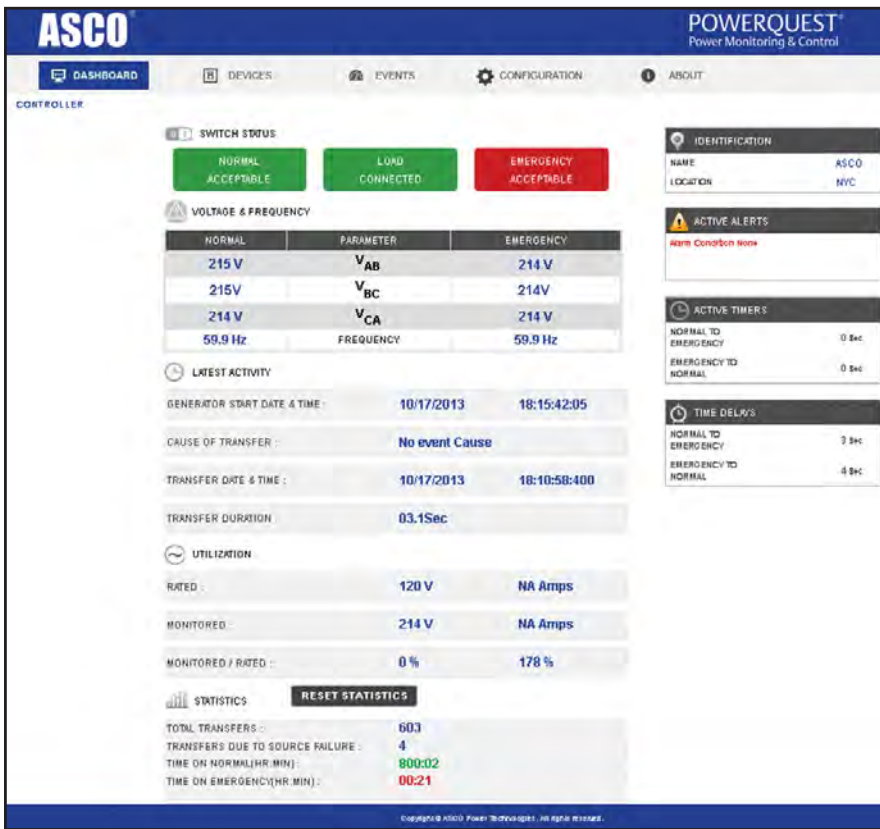 ASCO®
POWERQUEST®
Power Monitoring & Control
DASHBOARD
DEVICES
EVENTS
CONFIGURATION
ABOUT
CONTROLLER
SWITCH STATUS
NORMAL
ACCEPTABLE
LOAD
CONNECTED
EMERGENCY
ACCEPTABLE
VOLTAGE & FREQUENCY
NORMAL PARAMETER EMERGENCY
215 V VAB 214 V
215V VBC 214V
214 V VCA 214 V
59.9 Hz FREQUENCY 59.9 Hz
LATEST ACTIVITY
GENERATOR START DATE & TIME : 10/17/2013 18:15:42:05
CAUSE OF TRANSFER : No event Cause
TRANSFER DATE & TIME : 10/17/2013 18:10:58:400
TRANSFER DURATION 03.1Sec
UTILIZATION
RATED : 120 V NA Amps
MONITORED 214 V NA Amps
MONITORED / RATED : 0 % 178 %
STATISTICS
RESET STATISTICS
TOTAL TRANSFERS : 603
TRANSFERS DUE TO SOURCE FAILURE : 4
TIME ON NORMAL(HR:MIN) : 800:02
TIME ON EMERGENCY(HR:MIN) : 00:21
IDENTIFICATION
NAME ASCO
LOCATION NYC
ACTIVE ALERTS
Alarm Condition None
ACTIVE TIMERS
NORMAL TO
EMERGENCY 0 Sec
EMERGENCY TO
NORMAL 0 Sec
TIME DELAYS
NORMAL TO
EMERGENCY 3 Sec
EMERGENCY TO
NORMAL 4 Sec
Copyright © ASCO Power Technologies. All rights reserved.